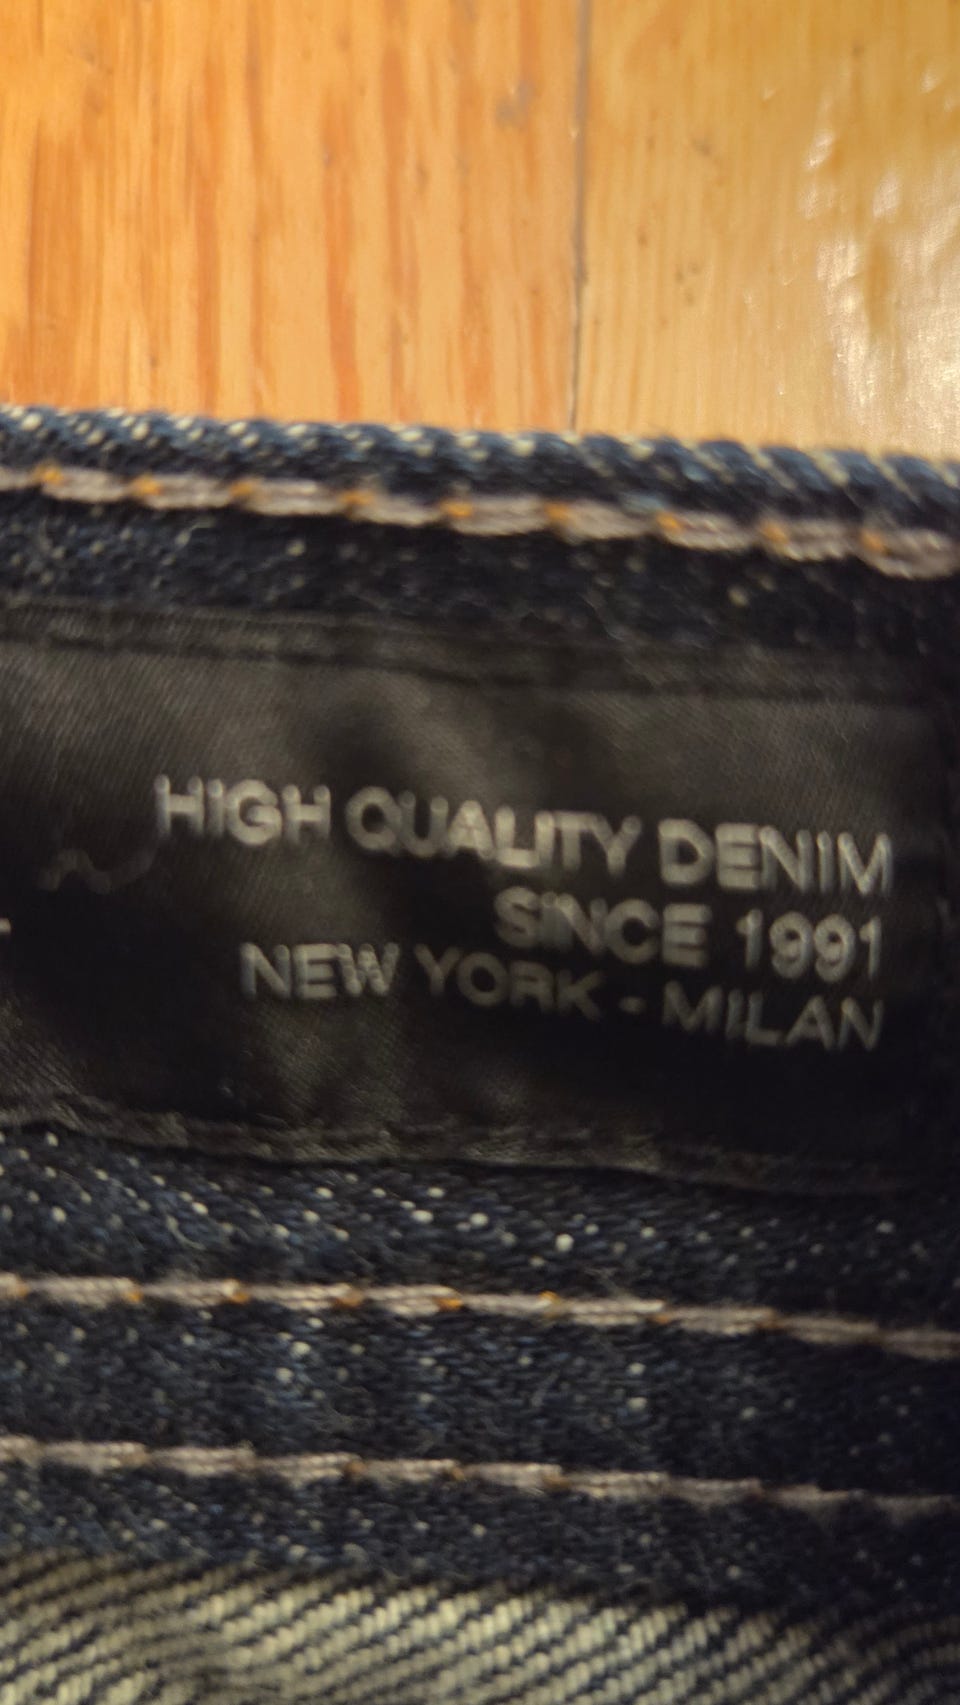 HIGH QUALITY DENIM
SINCE 1991
NEW YORK - MILAN